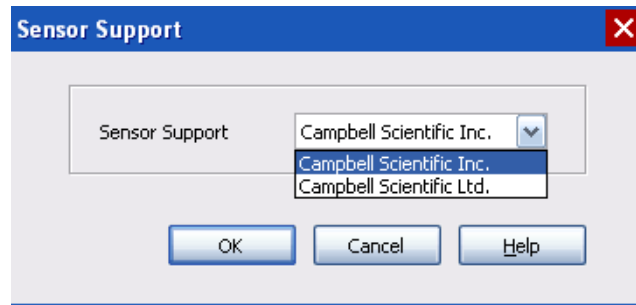 Sensor Support
Sensor Support Campbell Scientific Inc.
Campbell Scientific Inc.
Campbell Scientific Ltd.
OK Cancel Help